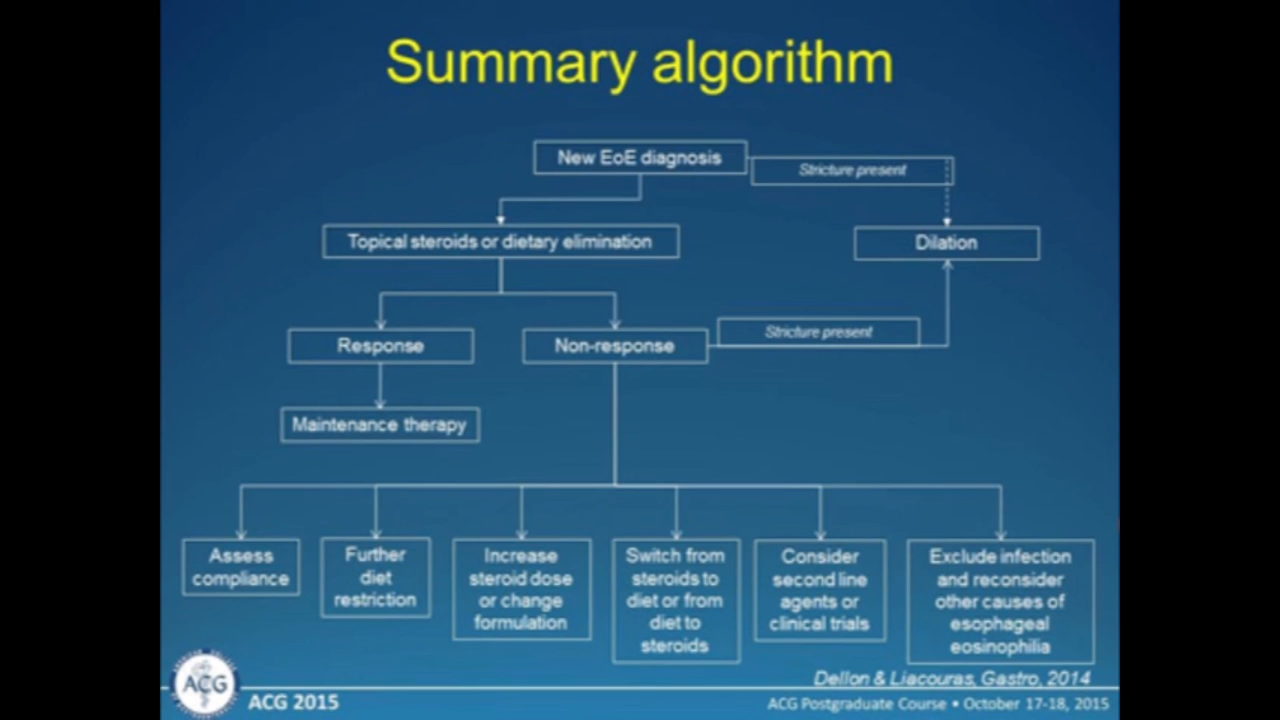 Summary algorithm
New EoE diagnosis
Stricture present
Topical steroids or dietary elimination
Dilation
Stricture present
Response
Non-response
Maintenance therapy
Assess
compliance
Further
diet
restriction
Increase
steroid dose
or change
formulation
Switch from
steroids to
diet or from
diet to
steroids
Consider
second line
agents or
clinical trials
Exclude infection
and reconsider
other causes of
esophageal
eosinophilia
Dellon & Liacouras, Gastro, 2014
ACG
ACG 2015
ACG Postgraduate Course • October 17-18, 2015